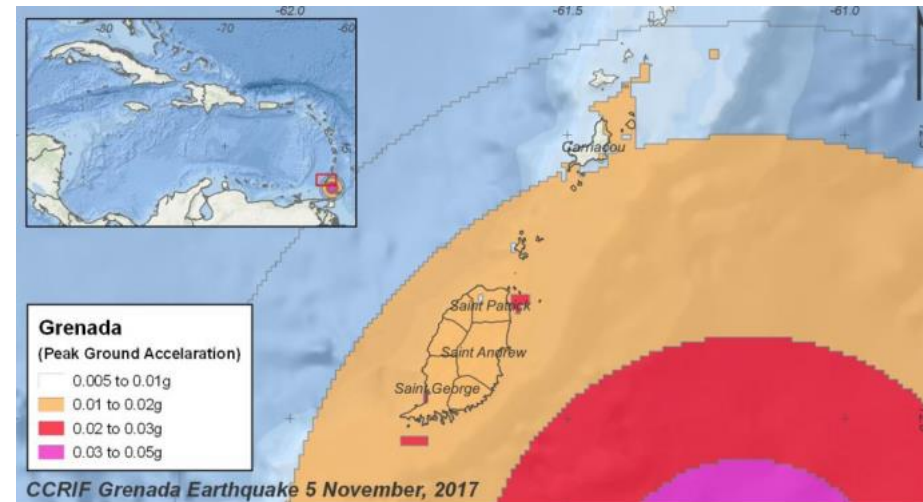 -62.0
-61.5
-61.0
-80
-70
-60
Carriacou
Saint Patrick
Saint Andrew
Saint George
Grenada
(Peak Ground Accelaration)
0.005 to 0.01g
0.01 to 0.02g
0.02 to 0.03g
0.03 to 0.05g
CCRIF Grenada Earthquake 5 November, 2017